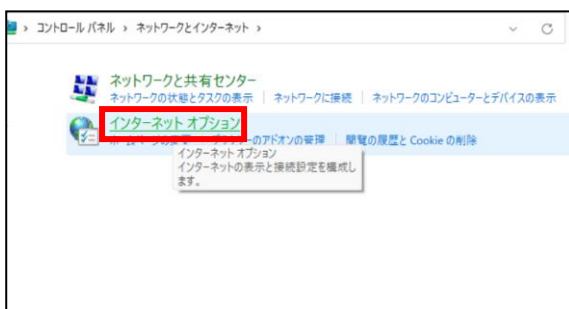 > コントロール パネル > ネットワークとインターネット >
ネットワークと共有センター
ネットワークの状態とタスクの表示 | ネットワークに接続 | ネットワークのコンピューターとデバイスの表示
インターネット オプション
のアドオンの管理 | 閲覧の履歴と Cookie の削除
インターネット オプション
インターネットの表示と接続設定を構成し
ます。